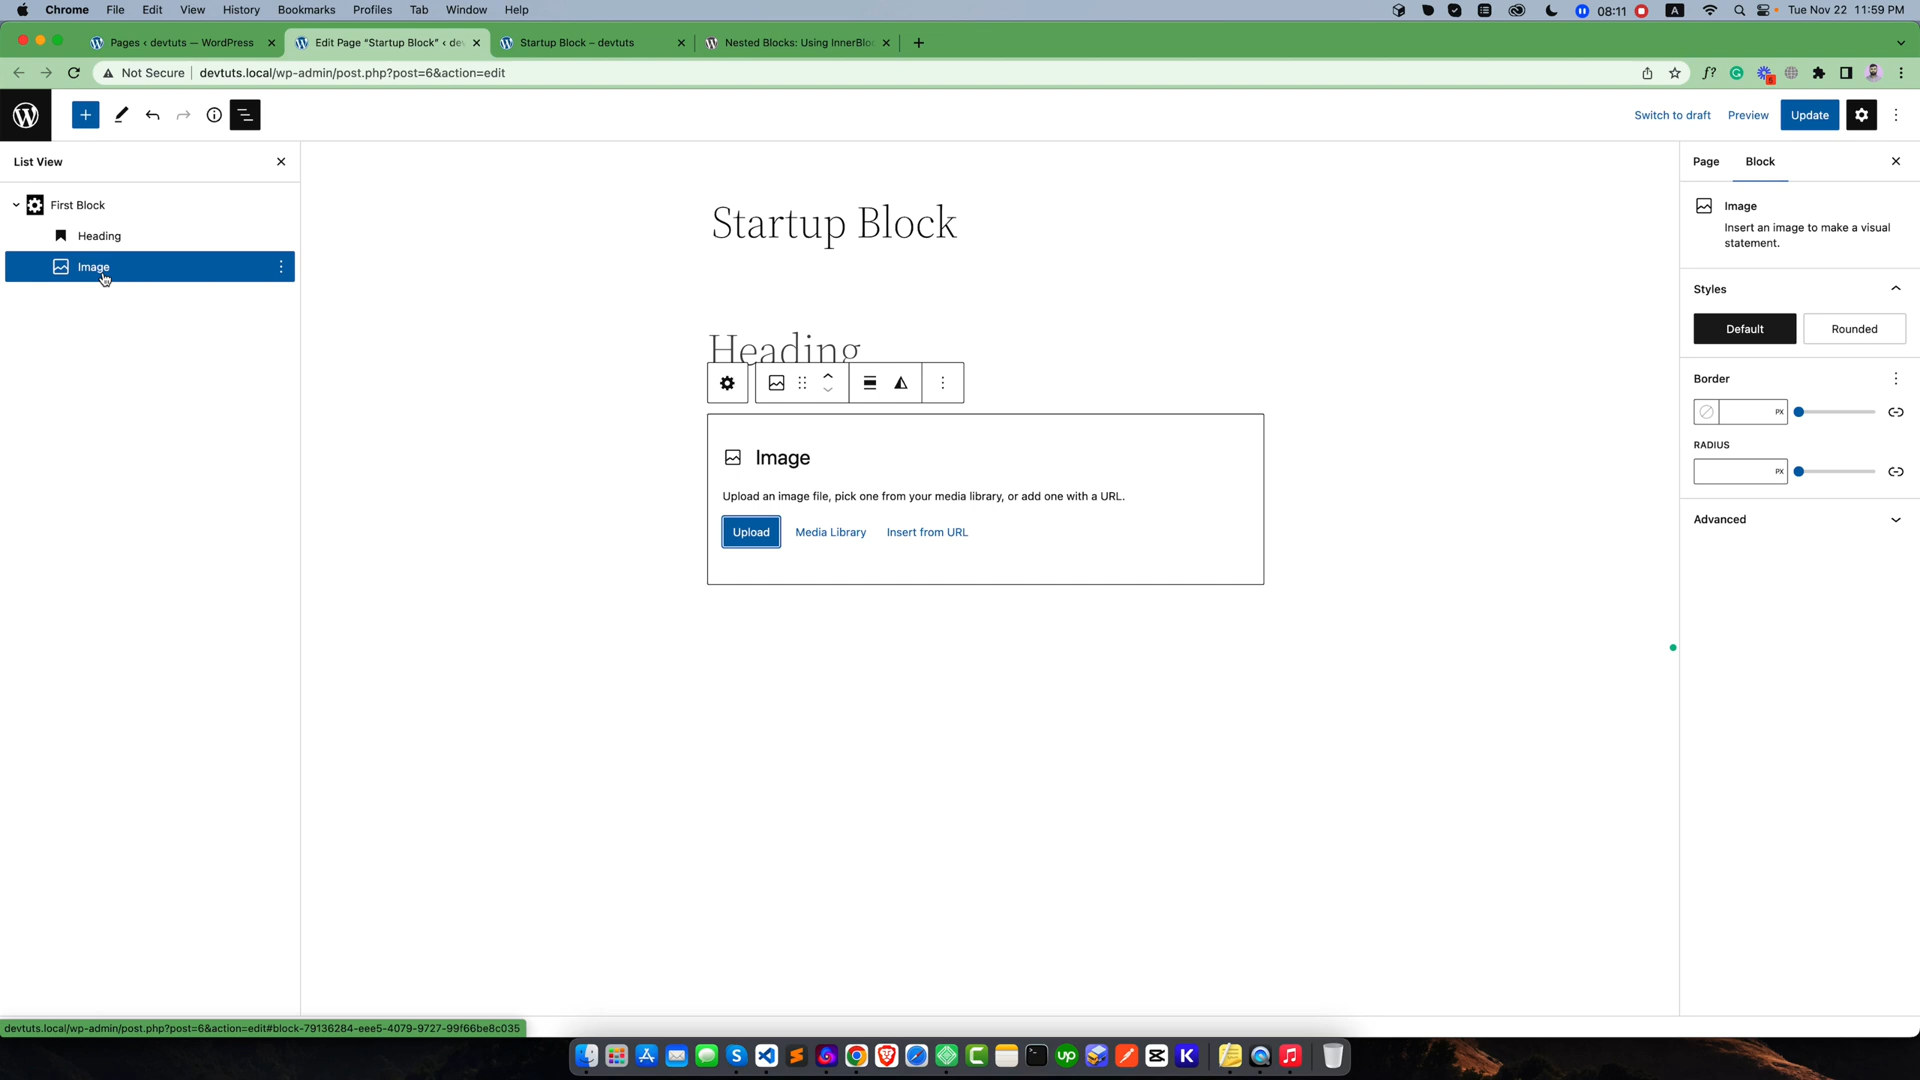 Chrome File Edit View History Bookmarks Profiles Tab Window Help
08:11 A Tue Nov 22 11:59 PM
Pages ‹ devtuts — WordPress
Edit Page “Startup Block” ‹ de
Startup Block – devtuts
Nested Blocks: Using InnerBlo
Not Secure devtuts.local/wp-admin/post.php?post=6&action=edit
Switch to draft Preview Update
List View
Page Block
First Block
Heading
Image
Startup Block
Heading
Image
Upload an image file, pick one from your media library, or add one with a URL.
Upload Media Library Insert from URL
Image
Insert an image to make a visual
statement.
Styles
Default Rounded
Border
PX
RADIUS
PX
Advanced
devtuts.local/wp-admin/post.php?post=6&action=edit#block-79136284-eee5-4079-9727-99f66be8c035